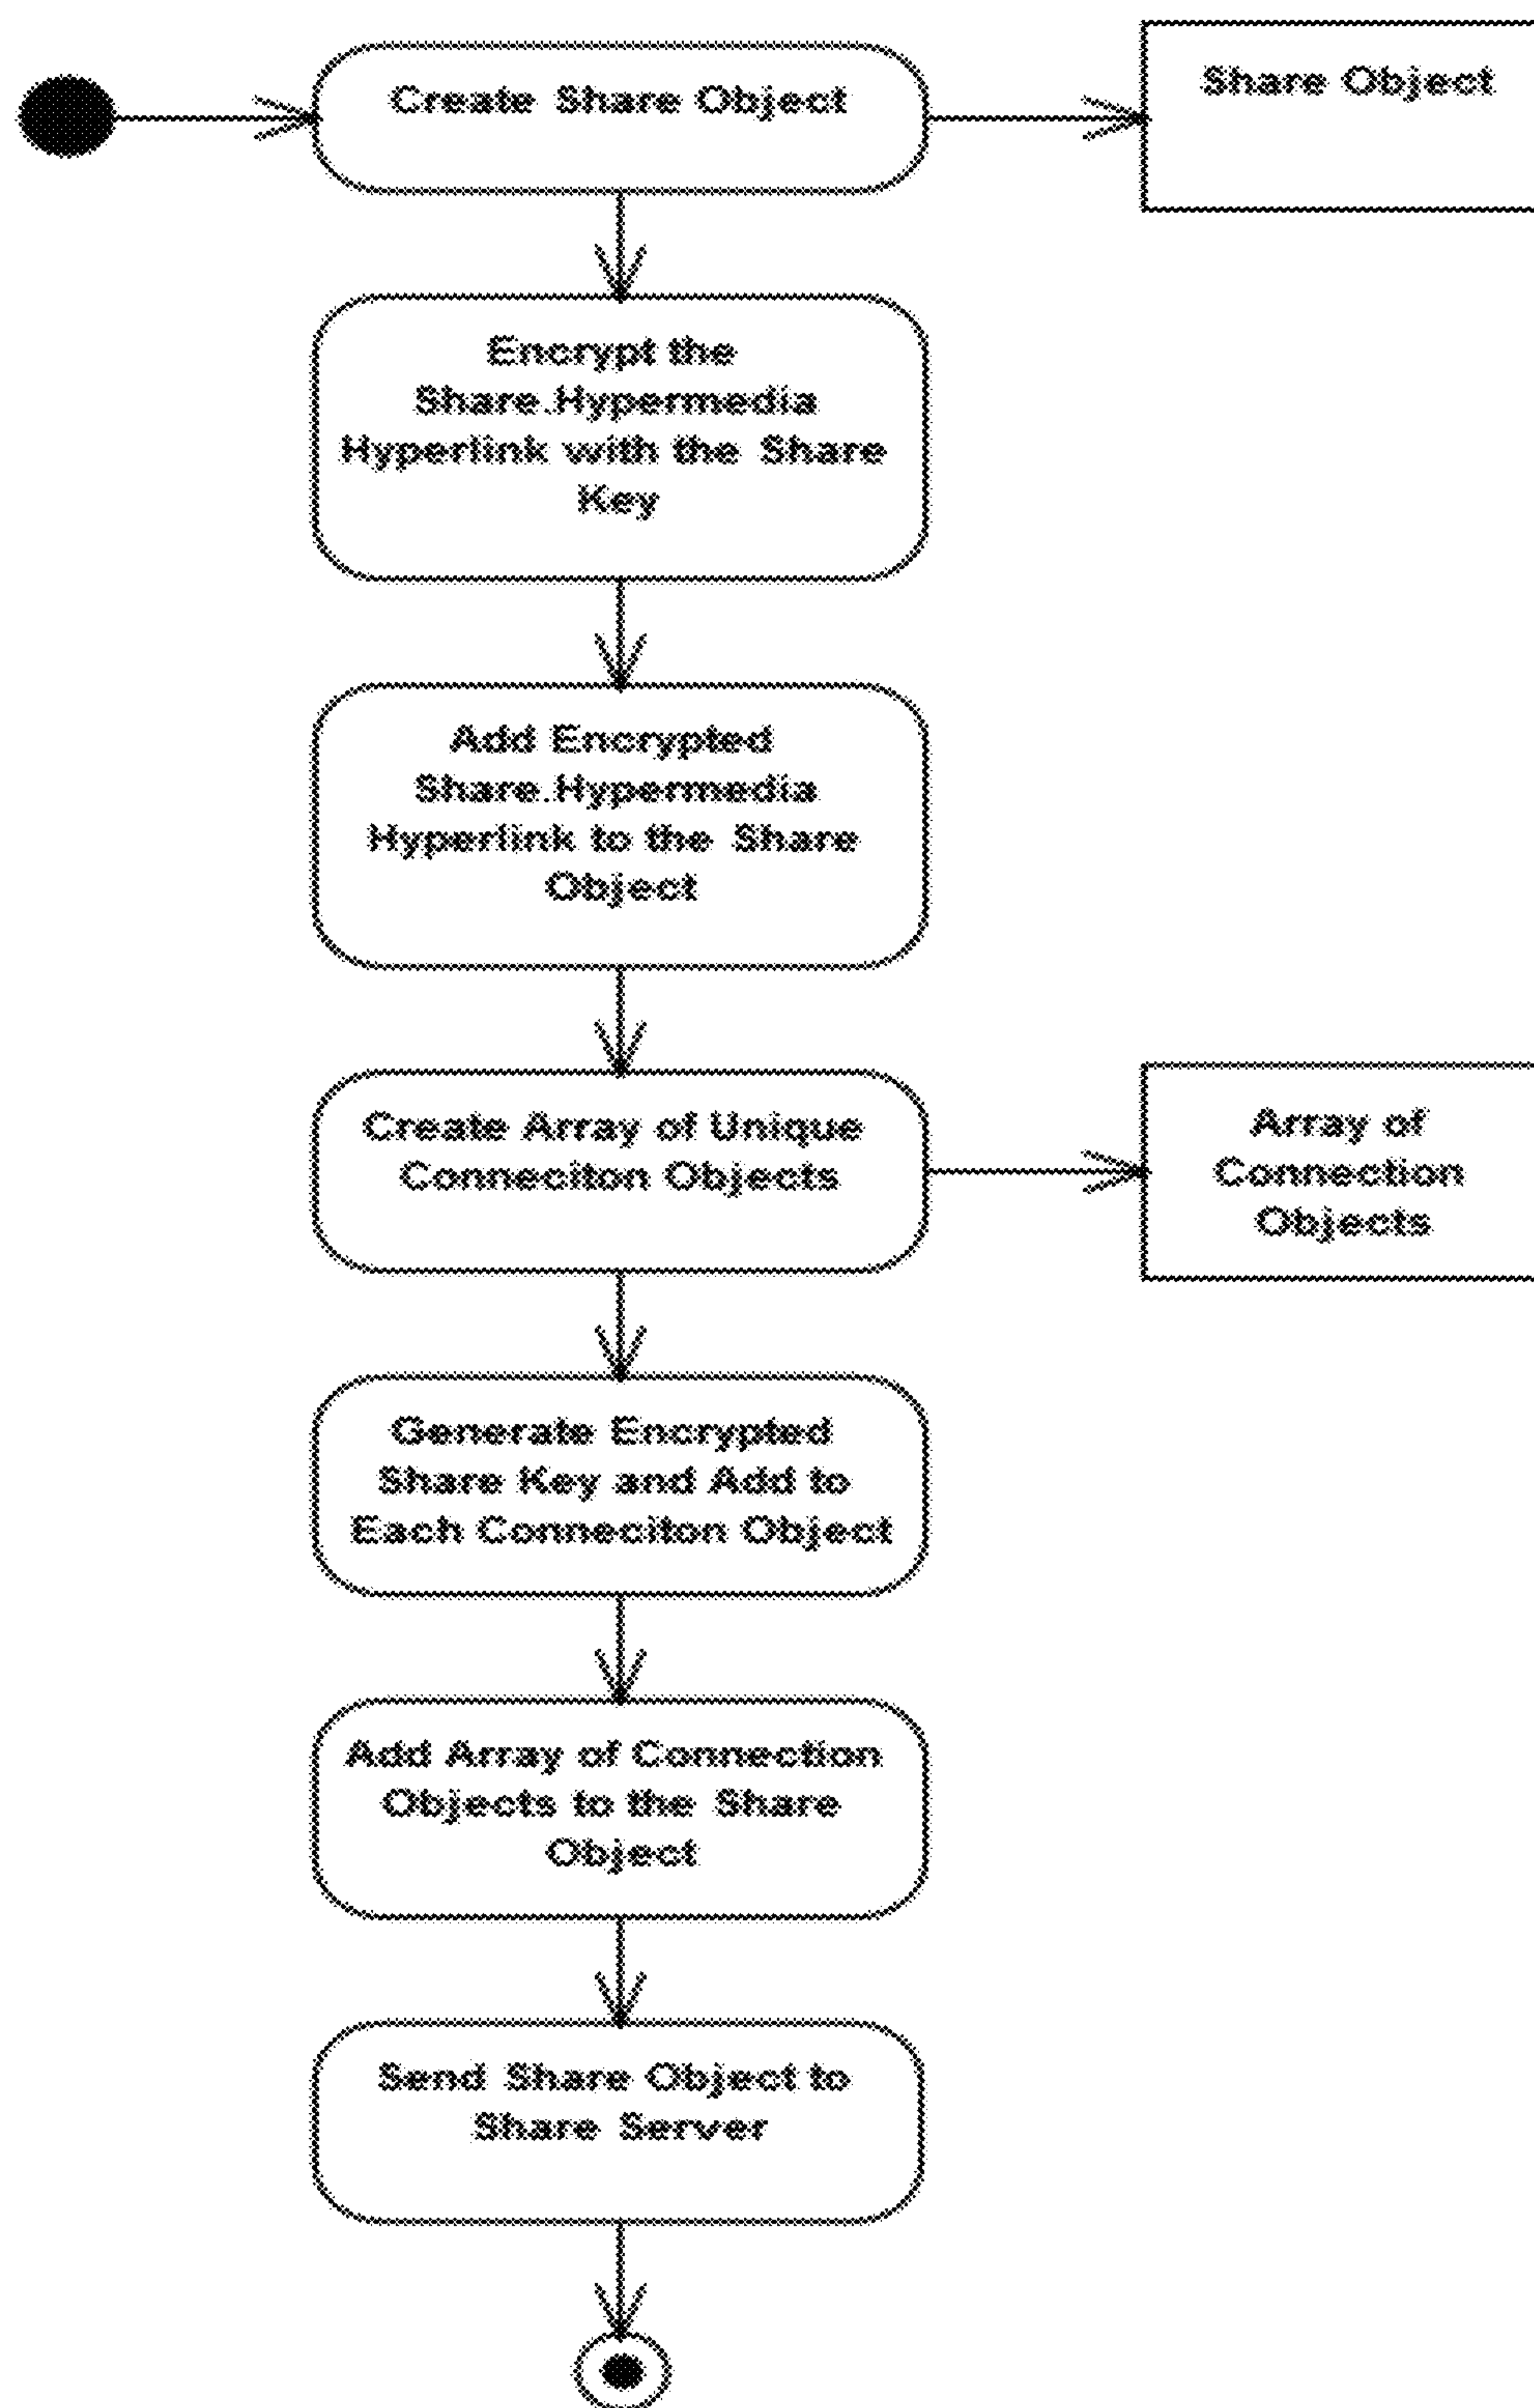 Create Share Object
Share Object
Encrypt the
Share.Hypermedia
Hyperlink with the Share
Key
Add Encrypted
Share.Hypermedia
Hyperlink to the Share
Object
Create Array of Unique
Conneciton Objects
Array of
Connection
Objects
Generate Encrypted
Share Key and Add to
Each Conneciton Object
Add Array of Connection
Objects to the Share
Object
Send Share Object to
Share Server